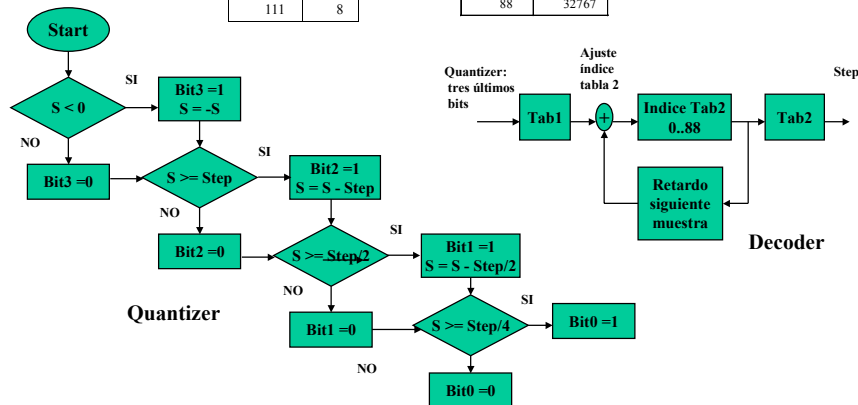 111 8
88 32767
Start
SI
S < 0
Bit3 =1
S = -S
NO
Bit3 =0
SI
S >= Step
Bit2 =1
S = S - Step
NO
Bit2 =0
SI
S >= Step/2
Bit1 =1
S = S - Step/2
NO
Bit1 =0
SI
S >= Step/4
Bit0 =1
NO
Bit0 =0
Quantizer
Quantizer:
tres últimos
bits
Tab1
Ajuste
índice
tabla 2
+
Indice Tab2
0..88
Tab2
Step
Retardo
siguiente
muestra
Decoder